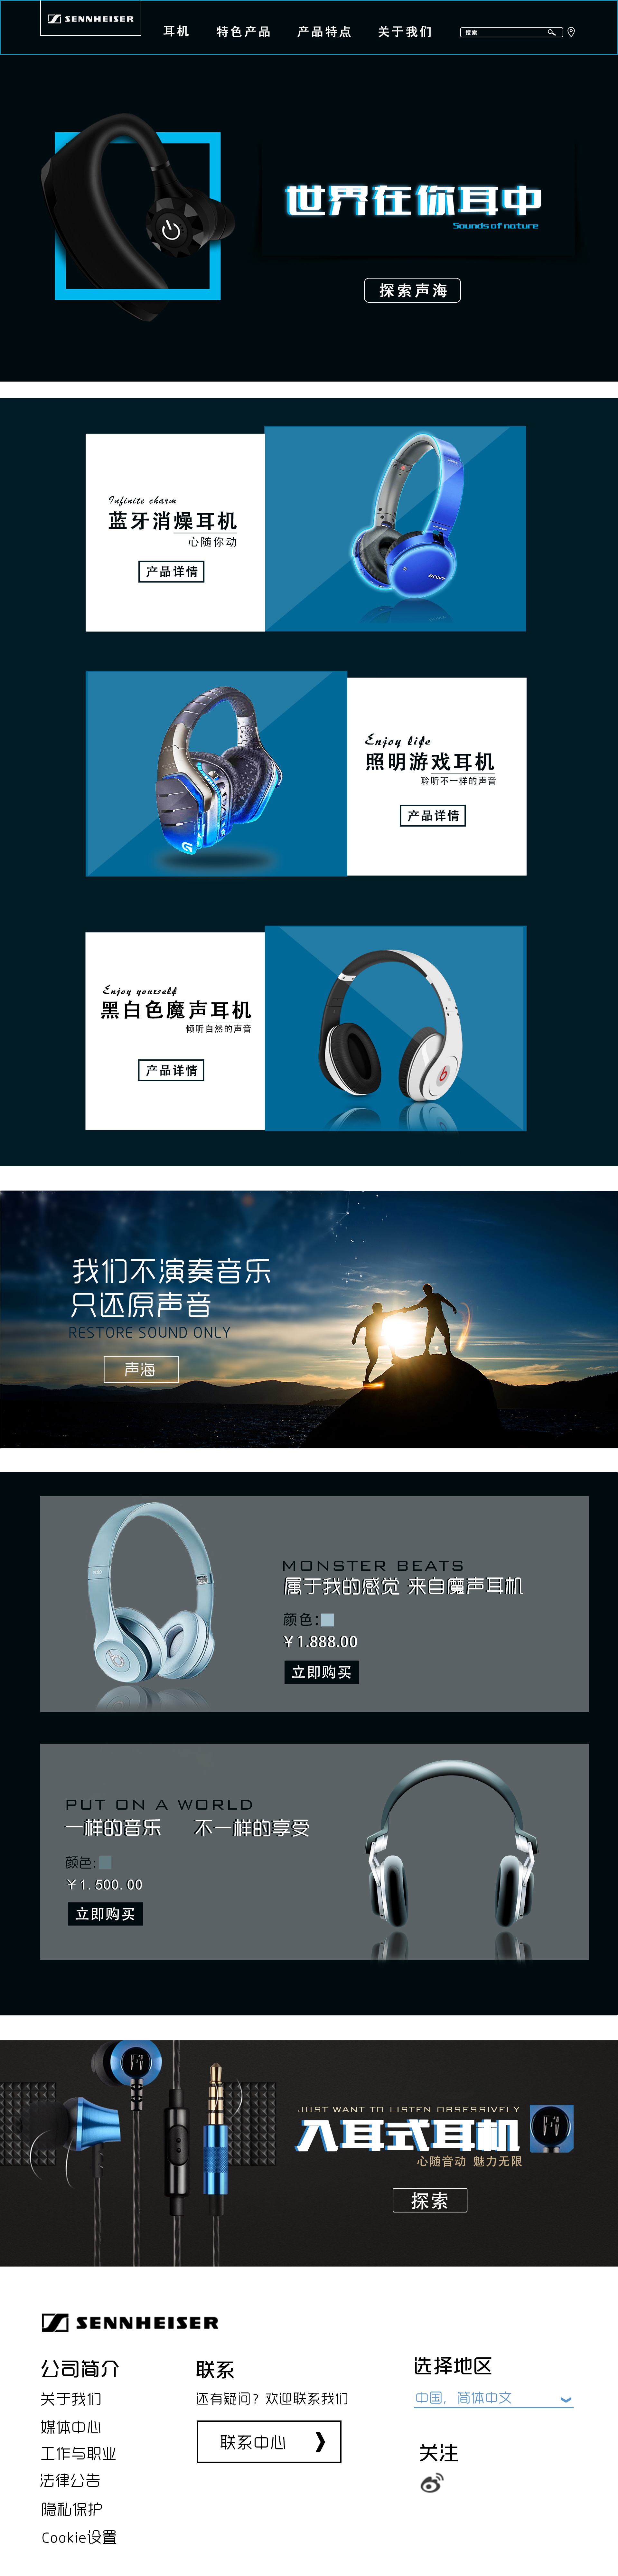 SENNHEISER
耳机 特色产品 产品特点 关于我们 搜索
世界在你耳中
Sounds of nature
探索声海
Infinite charm
蓝牙消燥耳机
心随你动
产品详情
SONY
Enjoy life
照明游戏耳机
聆听不一样的声音
产品详情
Enjoy yourself
黑白色魔声耳机
倾听自然的声音
产品详情
我们不演奏音乐
只还原声音
RESTORE SOUND ONLY
声海
MONSTER BEATS
属于我的感觉 来自魔声耳机
颜色:
￥1.888.00
立即购买
PUT ON A WORLD
一样的音乐 不一样的享受
颜色:
￥1.500.00
立即购买
JUST WANT TO LISTEN OBSESSIVELY
入耳式耳机
心随音动 魅力无限
探索
SENNHEISER
公司简介
关于我们
媒体中心
工作与职业
法律公告
隐私保护
Cookie设置
联系
还有疑问? 欢迎联系我们
联系中心
选择地区
中国, 简体中文
关注